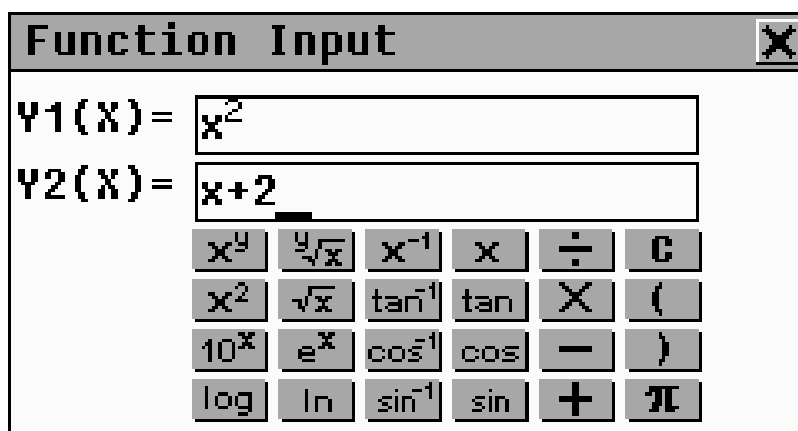 Function Input X
Y1(X)= x²
Y2(X)= x+2_
xʸ ʸ√x x⁻¹ x ÷ C
x² √x tan⁻¹ tan × (
10ˣ eˣ cos⁻¹ cos − )
log ln sin⁻¹ sin + π